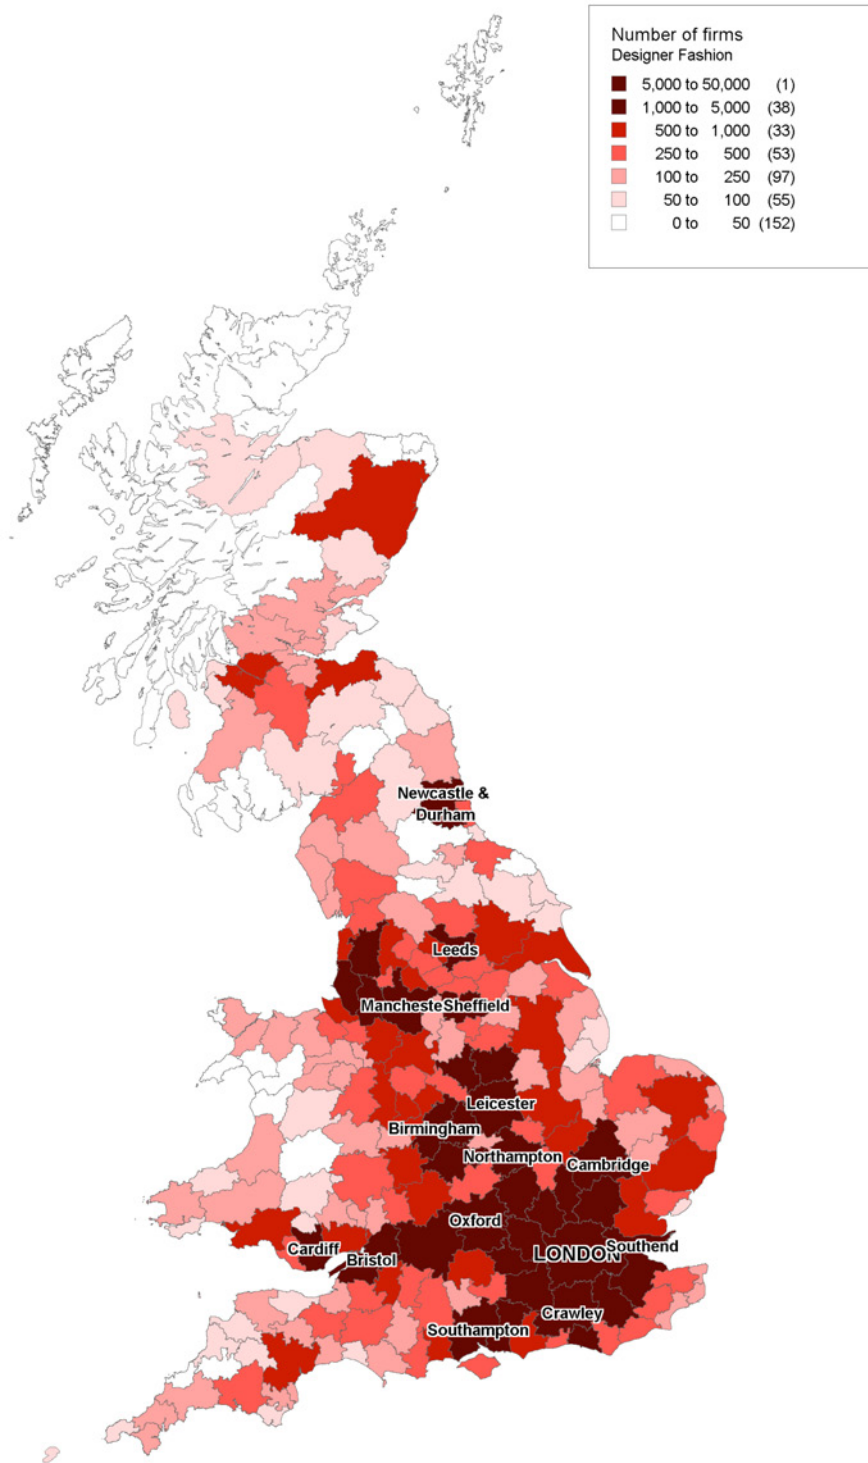 Number of firms
Designer Fashion
5,000 to 50,000 (1)
1,000 to 5,000 (38)
500 to 1,000 (33)
250 to 500 (53)
100 to 250 (97)
50 to 100 (55)
0 to 50 (152)
Newcastle &
Durham
Leeds
Manchester
Sheffield
Leicester
Birmingham
Northampton
Cambridge
Oxford
Cardiff
Bristol
LONDON
Southend
Crawley
Southampton